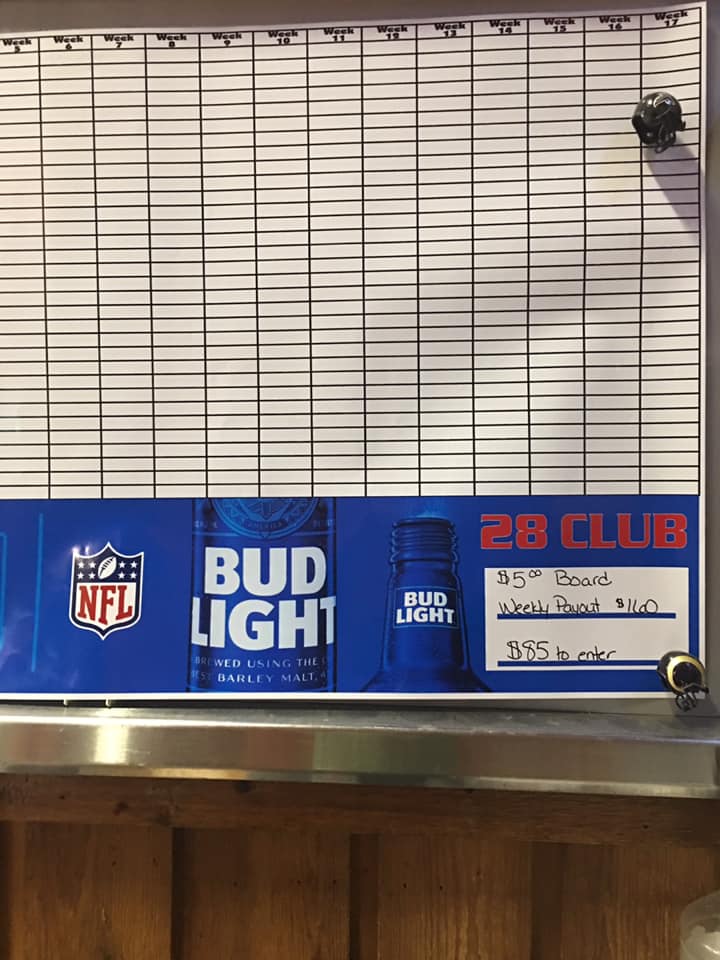 Week Week Week Week Week Week Week Week Week Week Week Week Week
5 6 7 8 9 10 11 12 13 14 15 16 17
AMERICA
28 CLUB
NFL
BUD
LIGHT
BREWED USING THE
BARLEY MALT,
BUD
LIGHT
$5⁰⁰ Board
Weekly Payout $160
$85 to enter